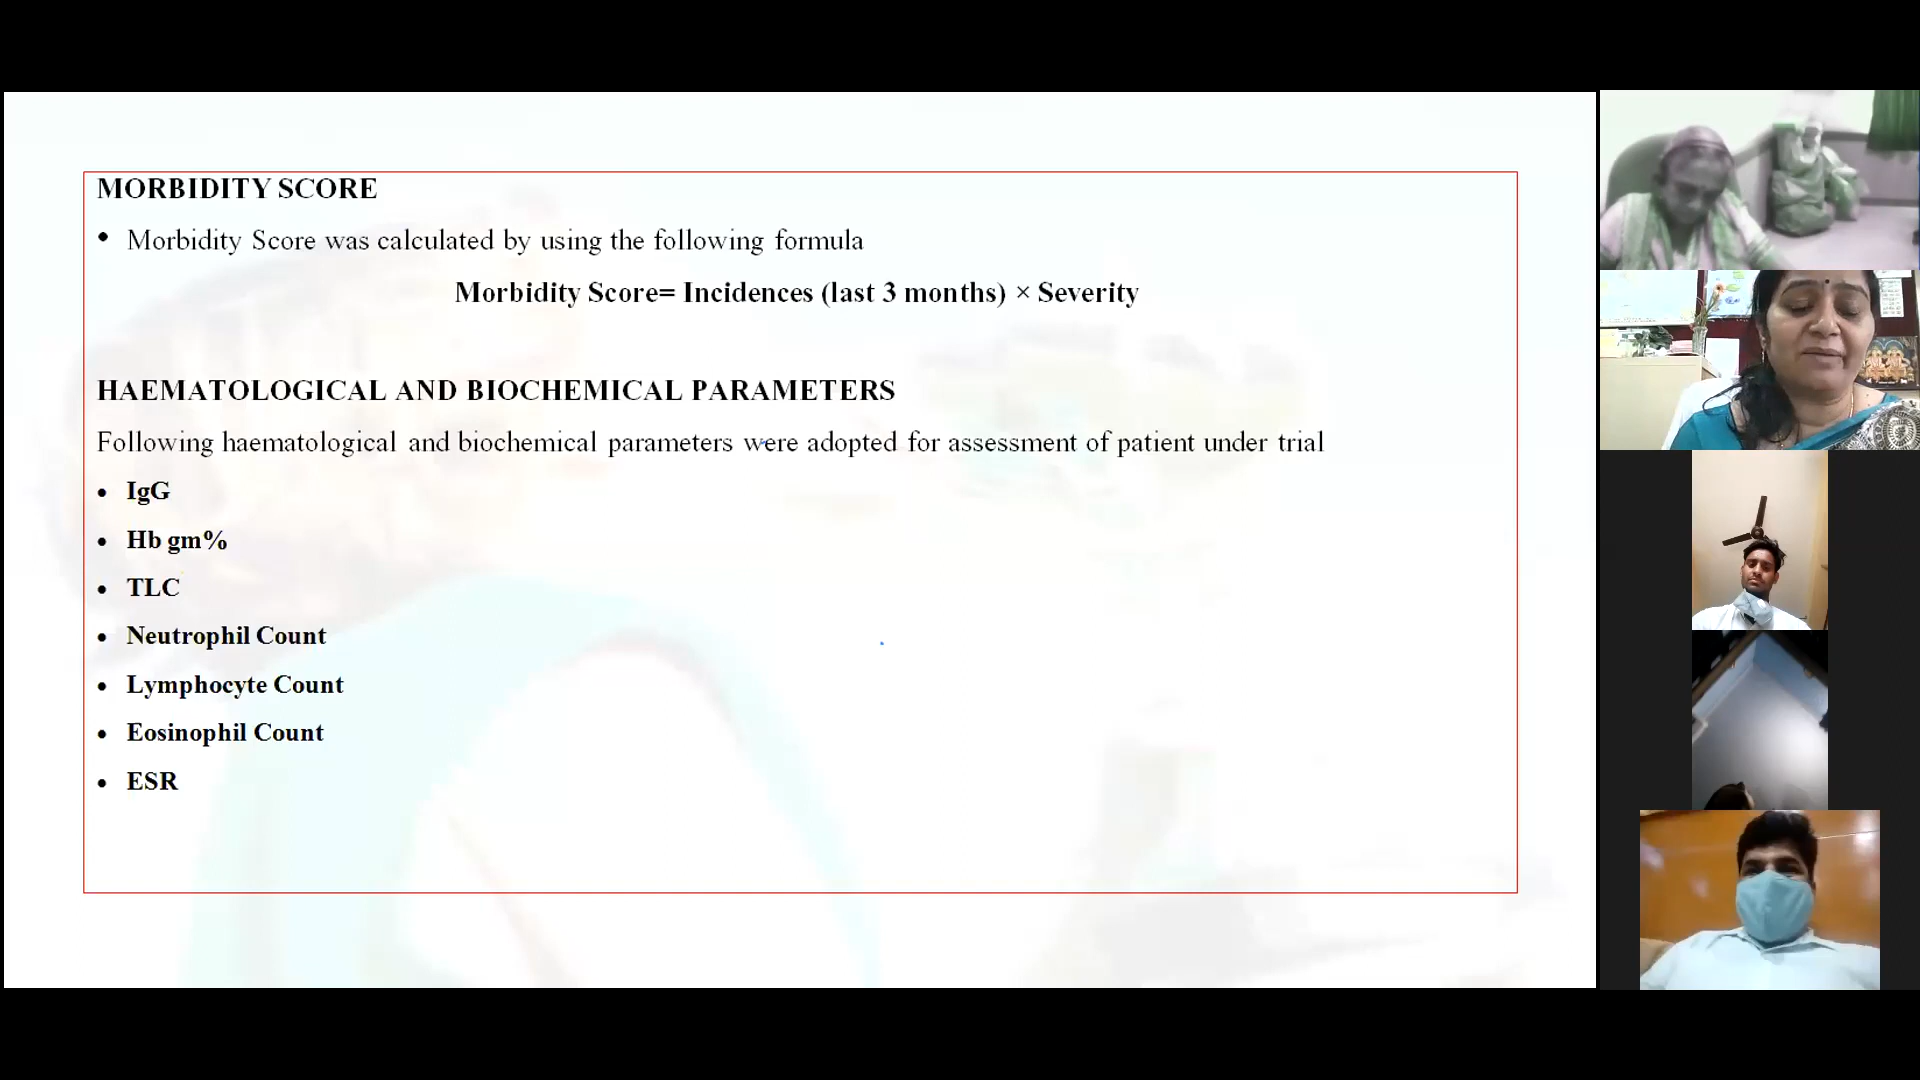 MORBIDITY SCORE
• Morbidity Score was calculated by using the following formula
Morbidity Score= Incidences (last 3 months) × Severity
HAEMATOLOGICAL AND BIOCHEMICAL PARAMETERS
Following haematological and biochemical parameters were adopted for assessment of patient under trial
• IgG
• Hb gm%
• TLC
• Neutrophil Count
• Lymphocyte Count
• Eosinophil Count
• ESR